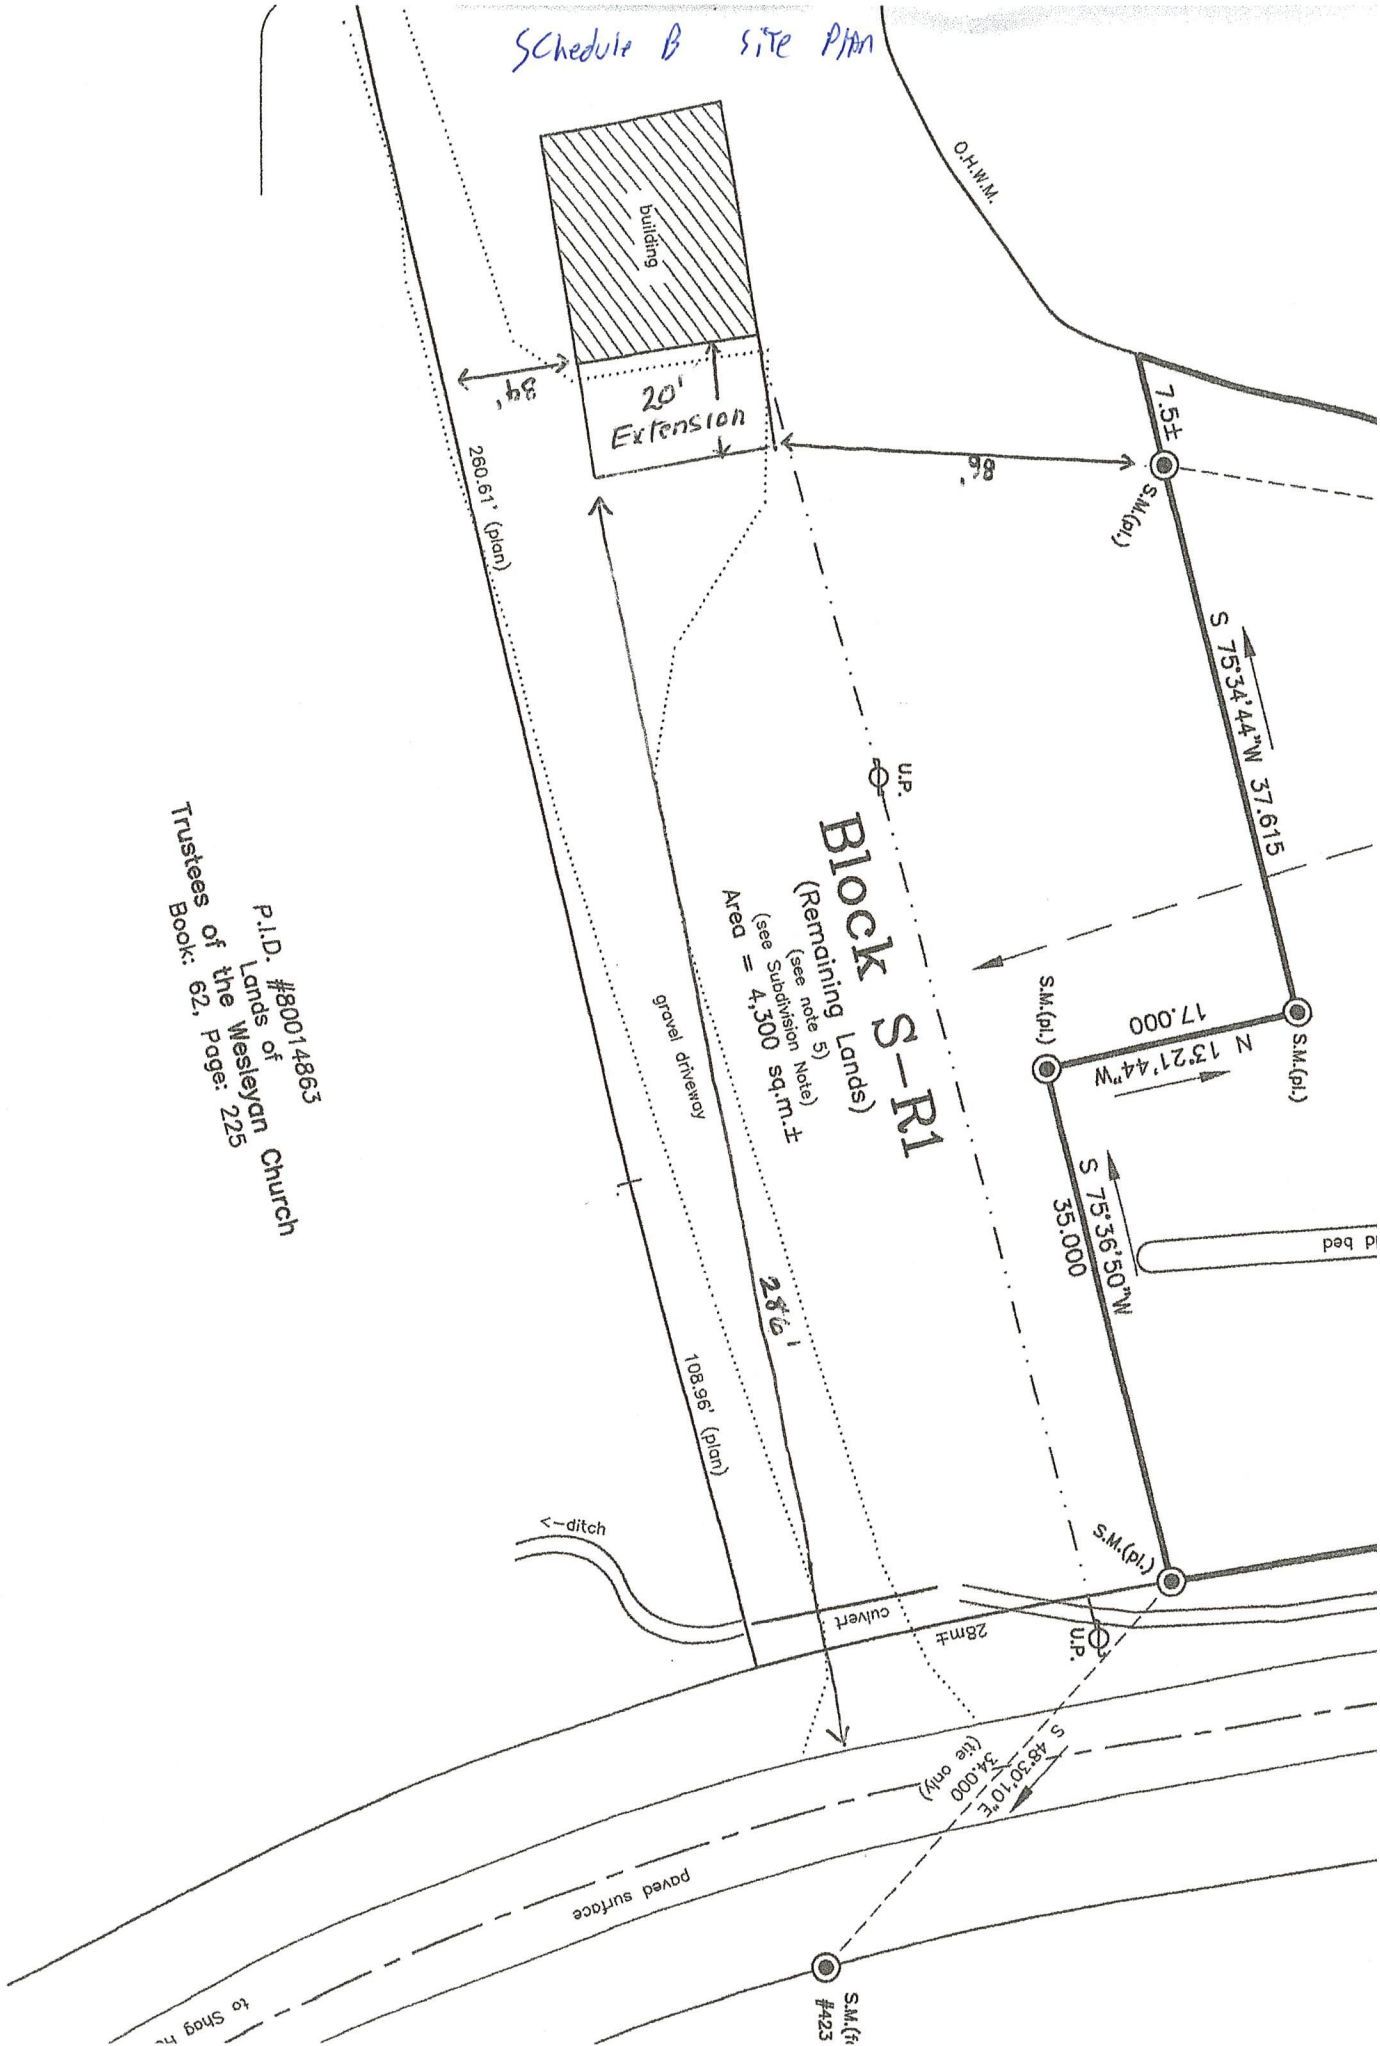 Schedule B Site Plan
O.H.W.M.
building
20'
Extension
34'
86'
7.5±
S.M.(pl.)
260.61' (plan)
S 75°34'44"W 37.615
U.P.
Block S-R1
(Remaining Lands)
(see note 5)
(see Subdivision Note)
Area = 4,300 sq.m.±
S.M.(pl.)
17.000
N 13°21'44"W
S.M.(pl.)
P.I.D. #80014863
Lands of
Trustees of the Wesleyan Church
Book: 62, Page: 225
gravel driveway
S 75°36'50"W
35.000
bed
286'
108.96' (plan)
<-ditch
S.M.(pl.)
culvert
28m±
U.P.
S 48°30'10"E
34.000
(tie only)
paved surface
to Shag
S.M.(f
#423